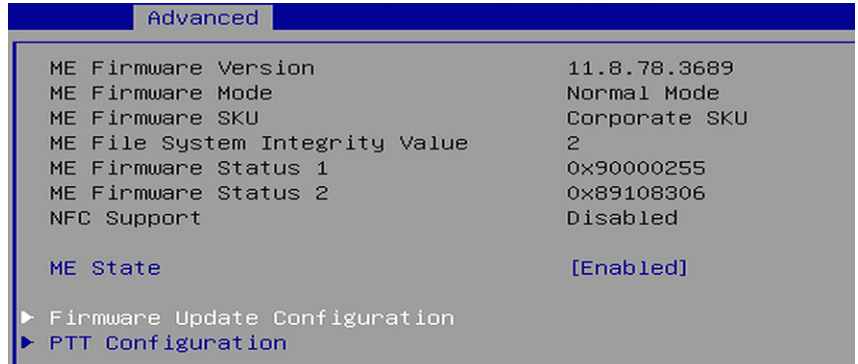 Advanced
ME Firmware Version 11.8.78.3689
ME Firmware Mode Normal Mode
ME Firmware SKU Corporate SKU
ME File System Integrity Value 2
ME Firmware Status 1 0x90000255
ME Firmware Status 2 0x89108306
NFC Support Disabled
ME State [Enabled]
► Firmware Update Configuration
► PTT Configuration